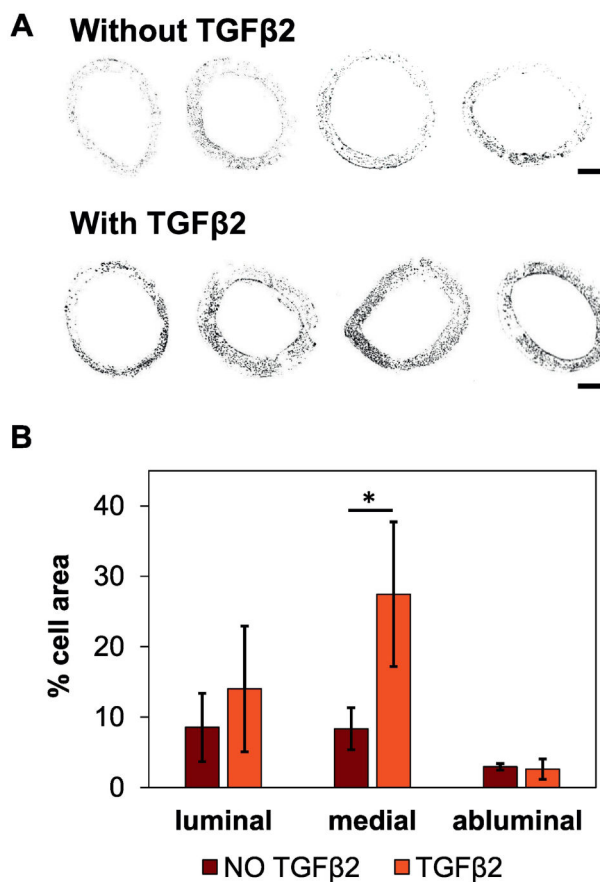 A
Without TGFβ2
With TGFβ2
B
% cell area
40
30
20
10
0
*
luminal medial abluminal
NO TGFβ2 TGFβ2